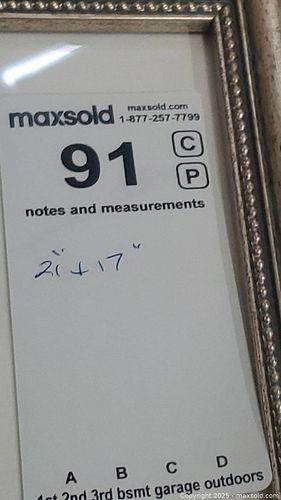 maxsold maxsold.com
1-877-257-7799
91 C
P
notes and measurements
21" + 17"
A B C D
1st 2nd 3rd bsmt garage outdoors
Copyright 2025 - maxsold.com